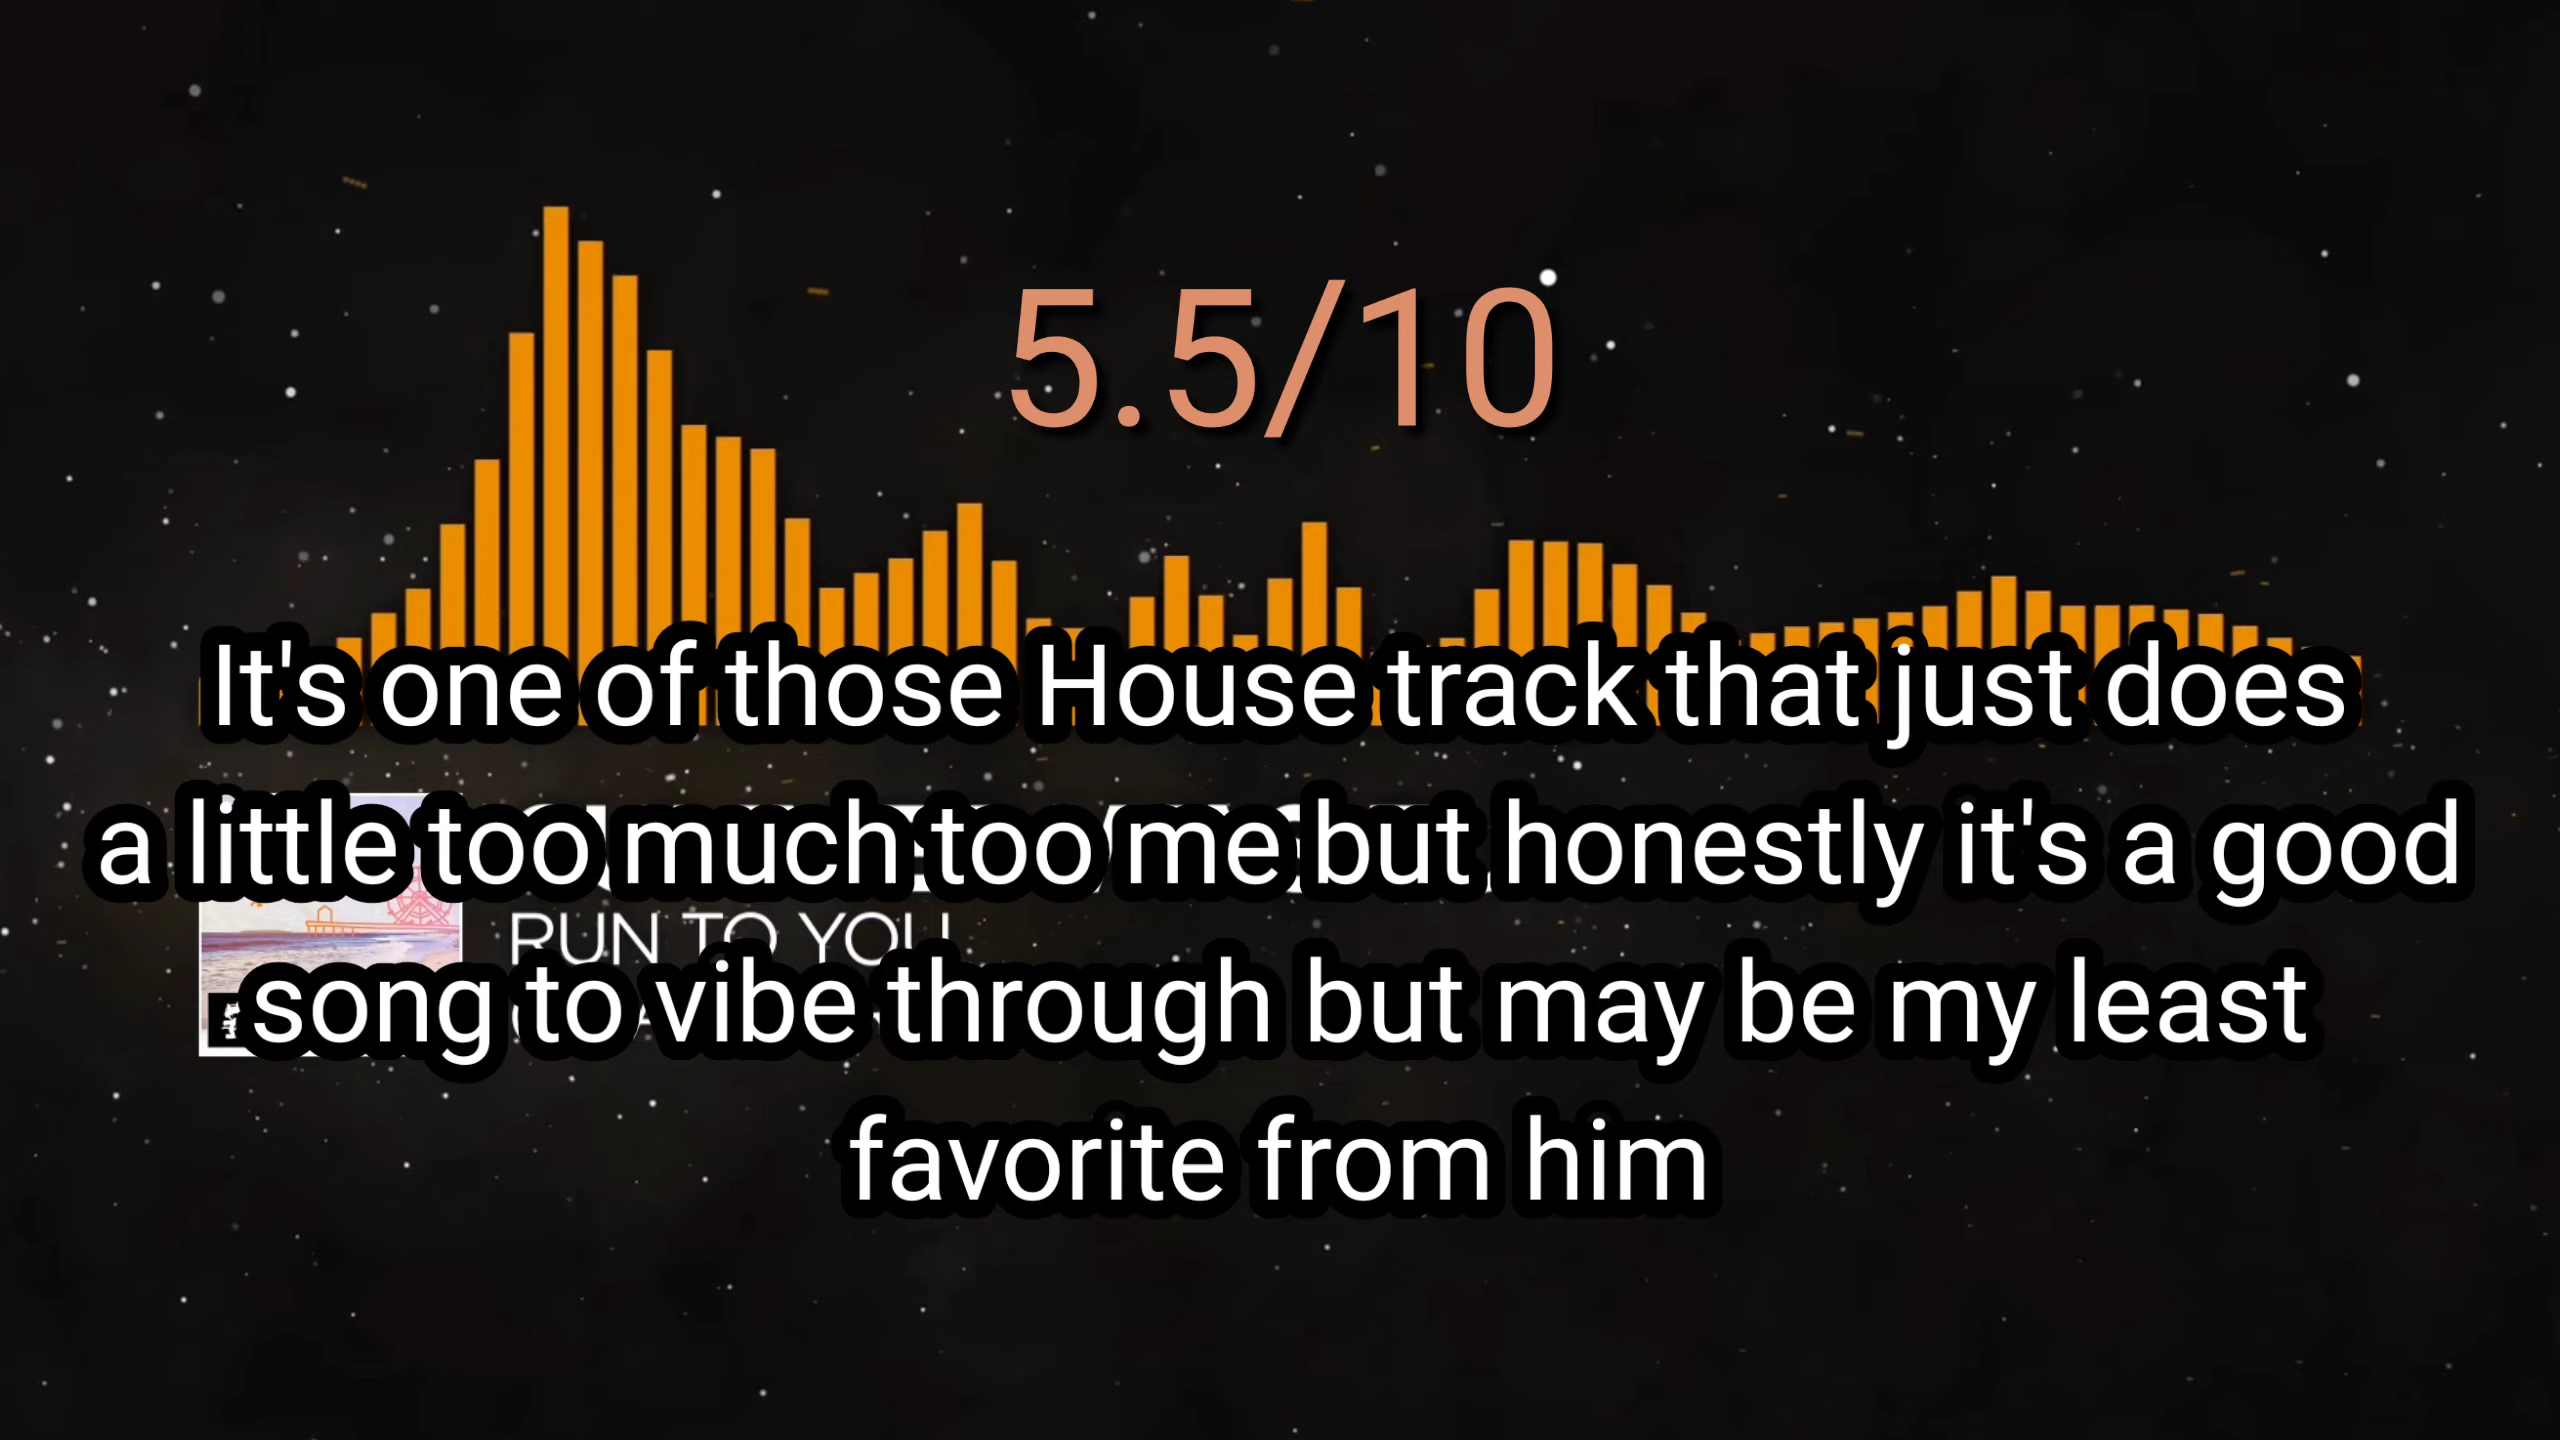 5.5/10
It's one of those House track that just does
a little too much too me but honestly it's a good
RUN TO YOU
song to vibe through but may be my least
favorite from him